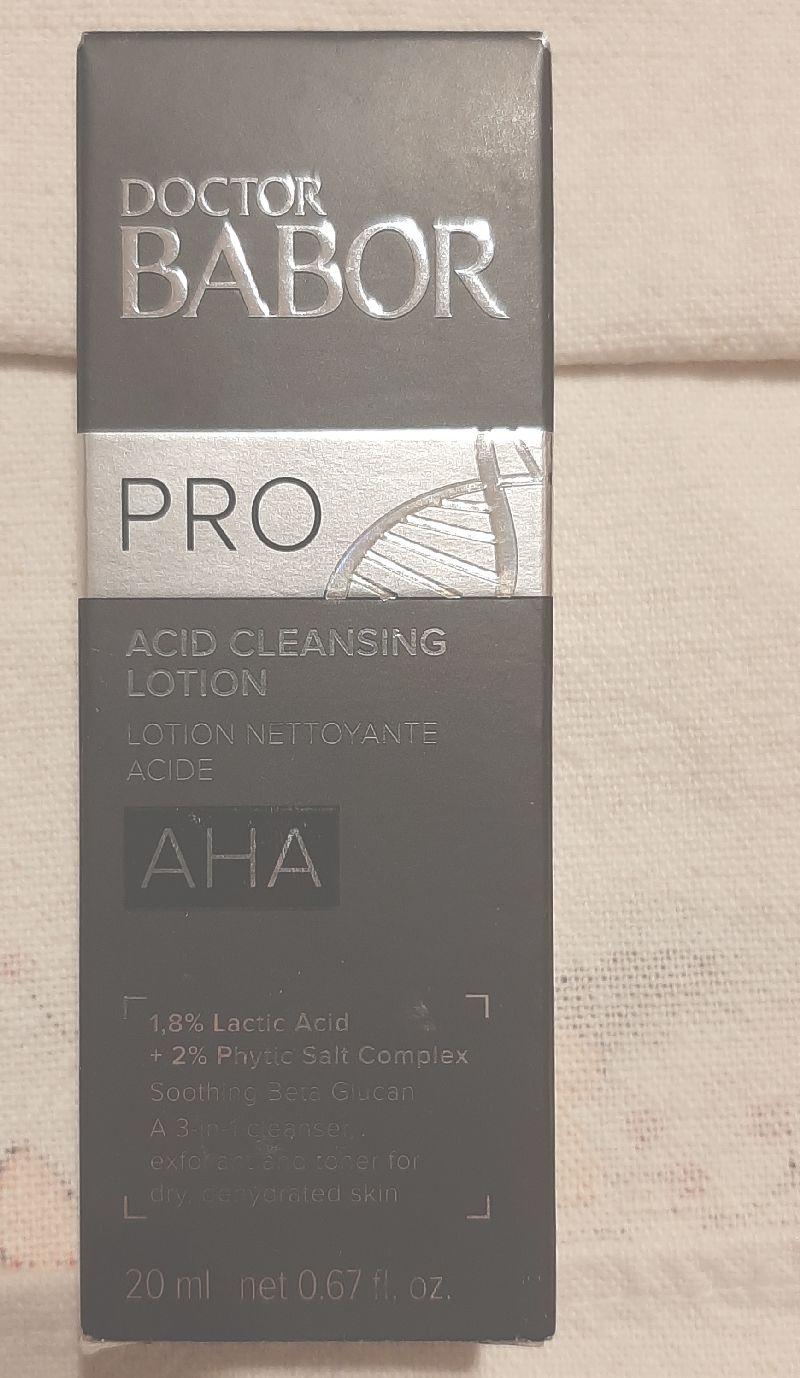 DOCTOR
BABOR
PRO
ACID CLEANSING
LOTION
LOTION NETTOYANTE
ACIDE
AHA
1,8% Lactic Acid
+ 2% Phytic Salt Complex
Soothing Beta Glucan
A 3-in-1 cleanser,
exfoliant and toner for
dry, dehydrated skin
20 ml net 0.67 fl. oz.